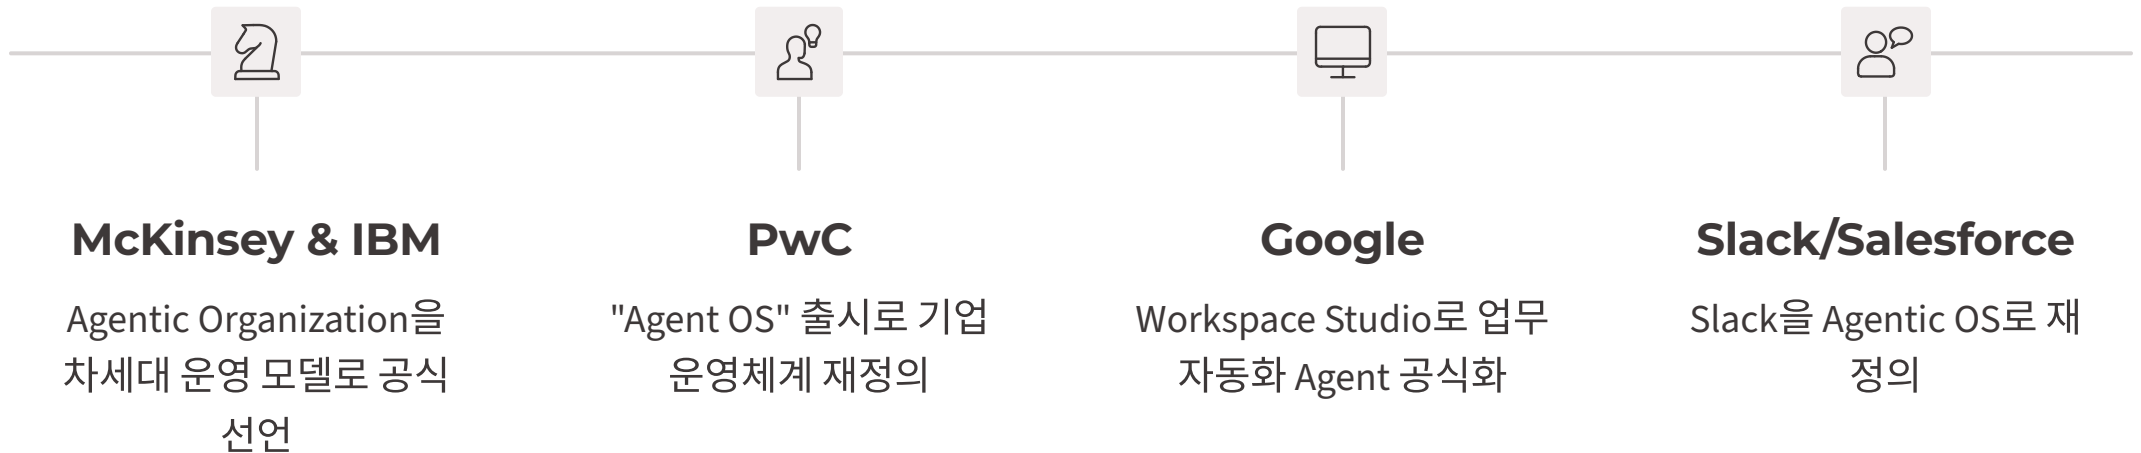 McKinsey & IBM
Agentic Organization을
차세대 운영 모델로 공식
선언
PwC
"Agent OS" 출시로 기업
운영체계 재정의
Google
Workspace Studio로 업무
자동화 Agent 공식화
Slack/Salesforce
Slack을 Agentic OS로 재
정의